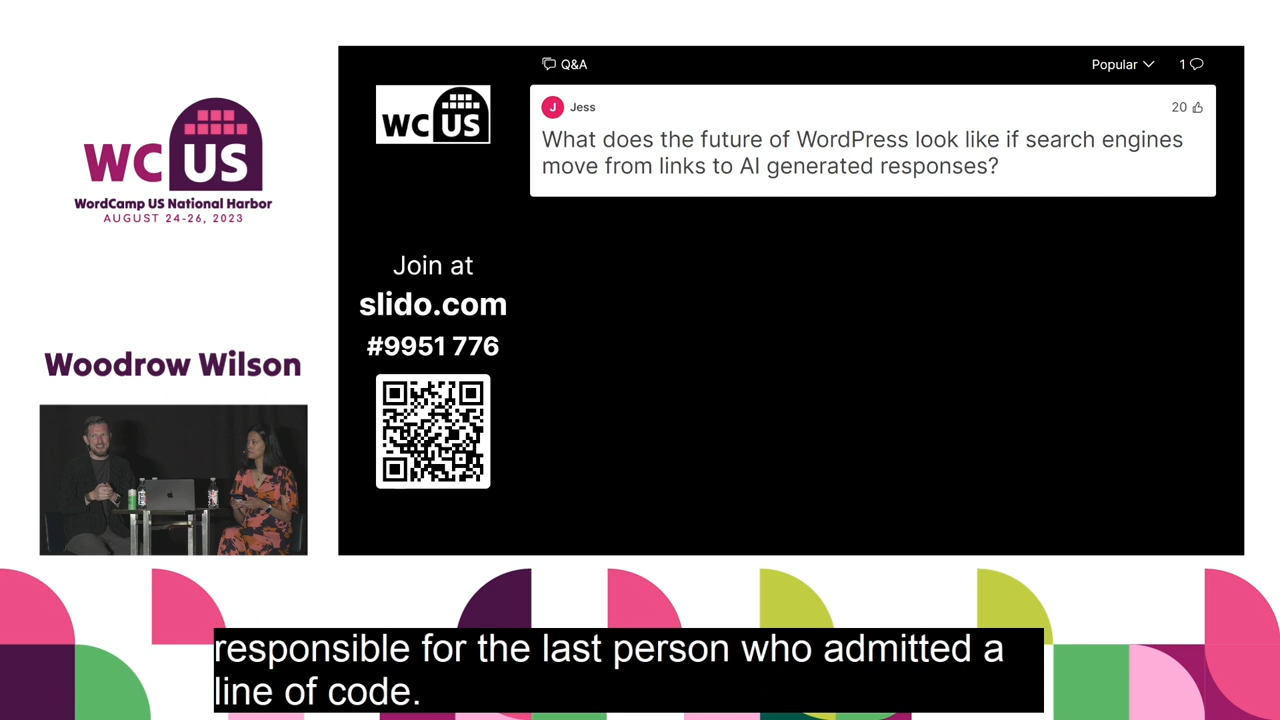 WC US
WordCamp US National Harbor
AUGUST 24-26, 2023
Woodrow Wilson
WC US
Join at
slido.com
#9951 776
Q&A
Popular
1
J Jess
20
What does the future of WordPress look like if search engines
move from links to AI generated responses?
responsible for the last person who admitted a
line of code.